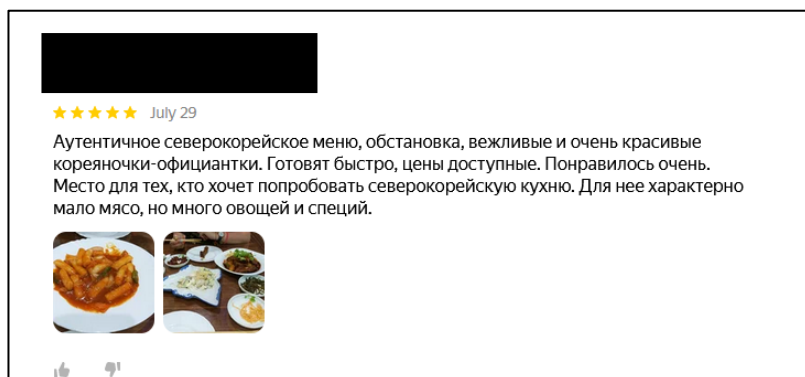 July 29
Аутентичное северокорейское меню, обстановка, вежливые и очень красивые
кореяночки-официантки. Готовят быстро, цены доступные. Понравилось очень.
Место для тех, кто хочет попробовать северокорейскую кухню. Для нее характерно
мало мясо, но много овощей и специй.